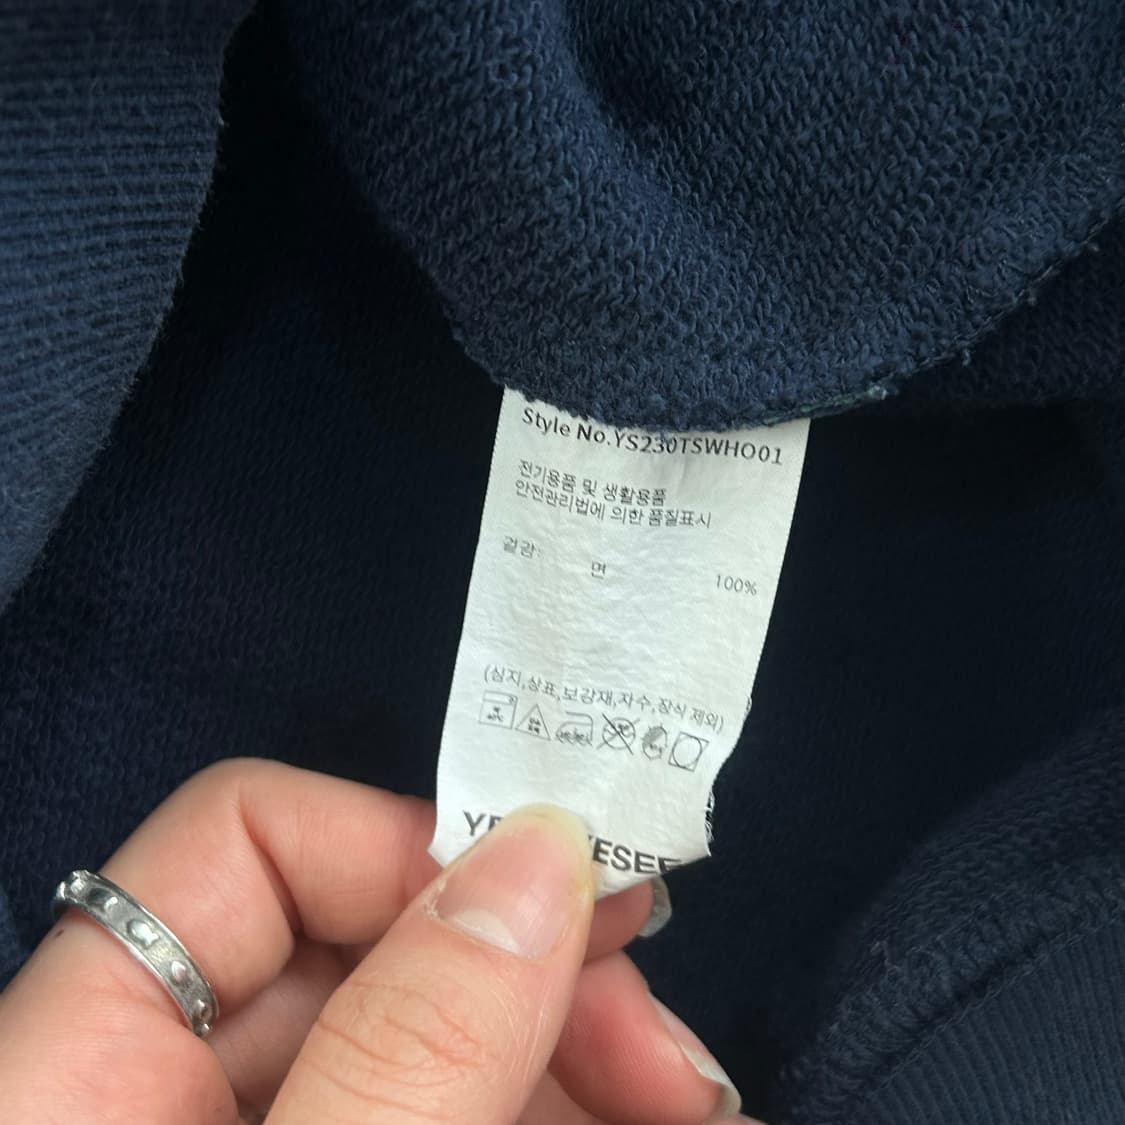 Style No.YS230TSWHO01
전기용품 및 생활용품
안전관리법에 의한 품질표시
겉감:
면 100%
(심지,상표,보강재,자수,장식 제외)